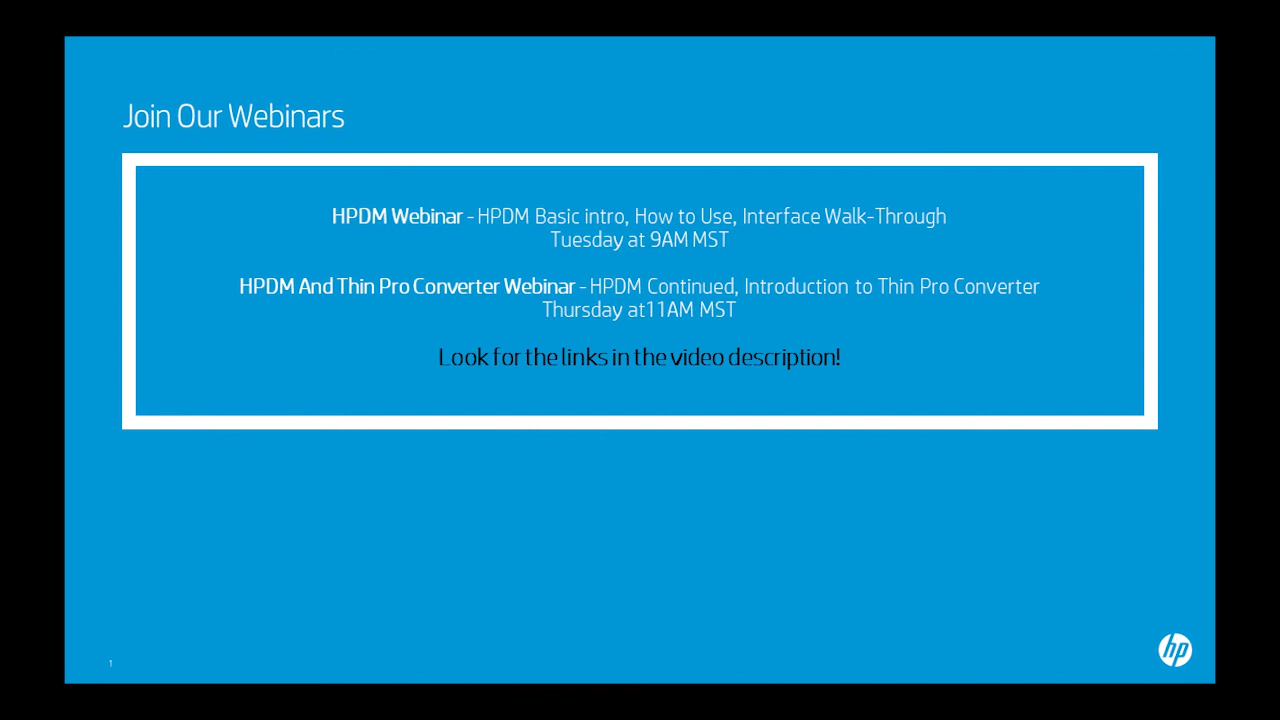 Join Our Webinars
HPDM Webinar - HPDM Basic intro, How to Use, Interface Walk-Through
Tuesday at 9AM MST
HPDM And Thin Pro Converter Webinar - HPDM Continued, Introduction to Thin Pro Converter
Thursday at11AM MST
Look for the links in the video description!
1
hp